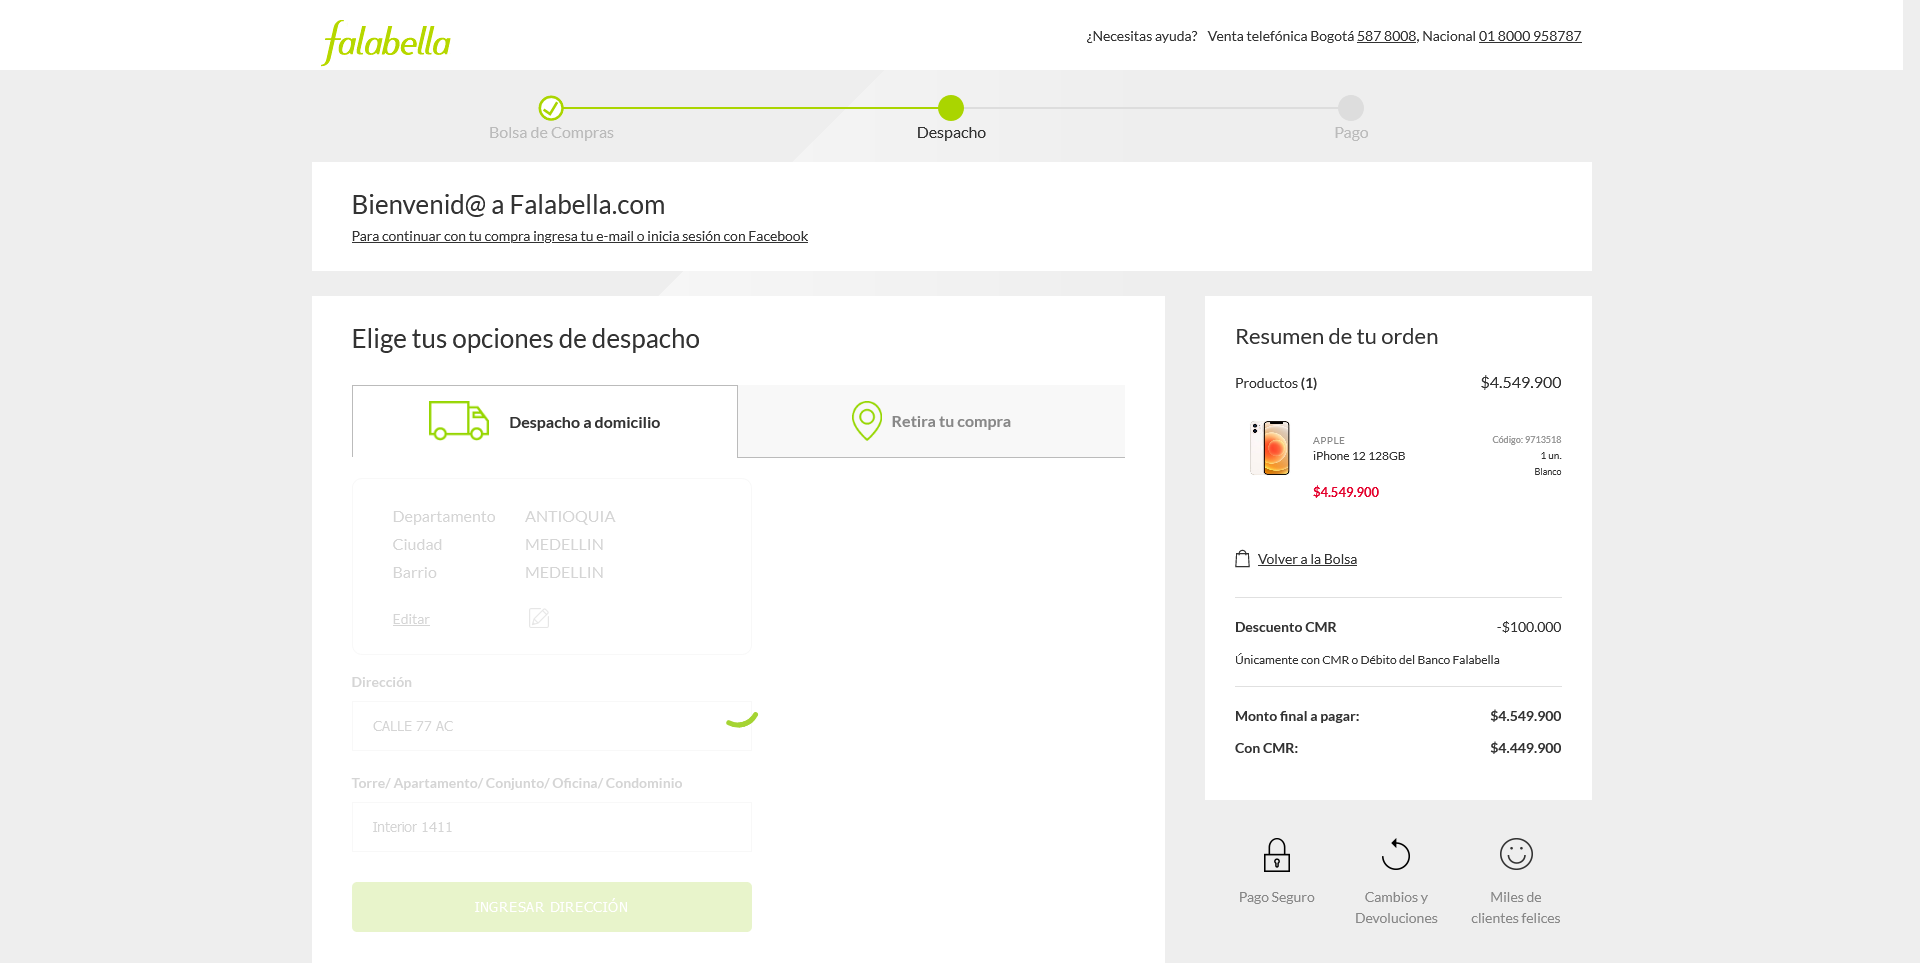 falabella
¿Necesitas ayuda? Venta telefónica Bogotá 587 8008, Nacional 01 8000 958787
Bolsa de Compras
Despacho
Pago
Bienvenid@ a Falabella.com
Para continuar con tu compra ingresa tu e-mail o inicia sesión con Facebook
Elige tus opciones de despacho
Despacho a domicilio
Retira tu compra
Departamento ANTIOQUIA
Ciudad MEDELLIN
Barrio MEDELLIN
Editar
Dirección
CALLE 77 AC
Torre/ Apartamento/ Conjunto/ Oficina/ Condominio
Interior 1411
INGRESAR DIRECCIÓN
Resumen de tu orden
Productos (1) $4.549.900
APPLE
iPhone 12 128GB
$4.549.900
Código: 9713518
1 un.
Blanco
Volver a la Bolsa
Descuento CMR -$100.000
Únicamente con CMR o Débito del Banco Falabella
Monto final a pagar: $4.549.900
Con CMR: $4.449.900
Pago Seguro
Cambios y
Devoluciones
Miles de
clientes felices